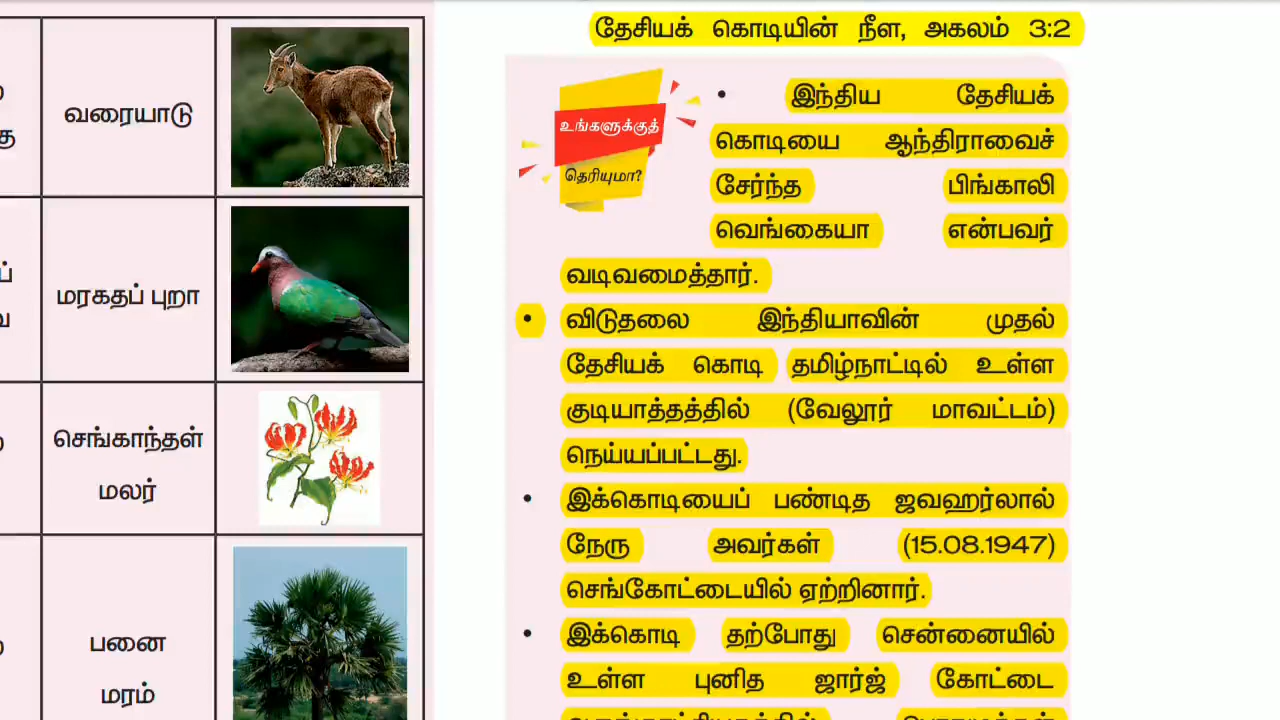 வரையாடு
மரகதப் புறா
செங்காந்தள்
மலர்
பனை
மரம்
தேசியக் கொடியின் நீள, அகலம் 3:2
உங்களுக்குத்
தெரியுமா?
• இந்திய தேசியக்
கொடியை ஆந்திராவைச்
சேர்ந்த பிங்காலி
வெங்கையா என்பவர்
வடிவமைத்தார்.
• விடுதலை இந்தியாவின் முதல்
தேசியக் கொடி தமிழ்நாட்டில் உள்ள
குடியாத்தத்தில் (வேலூர் மாவட்டம்)
நெய்யப்பட்டது.
• இக்கொடியைப் பண்டித ஜவஹர்லால்
நேரு அவர்கள் (15.08.1947)
செங்கோட்டையில் ஏற்றினார்.
• இக்கொடி தற்போது சென்னையில்
உள்ள புனித ஜார்ஜ் கோட்டை